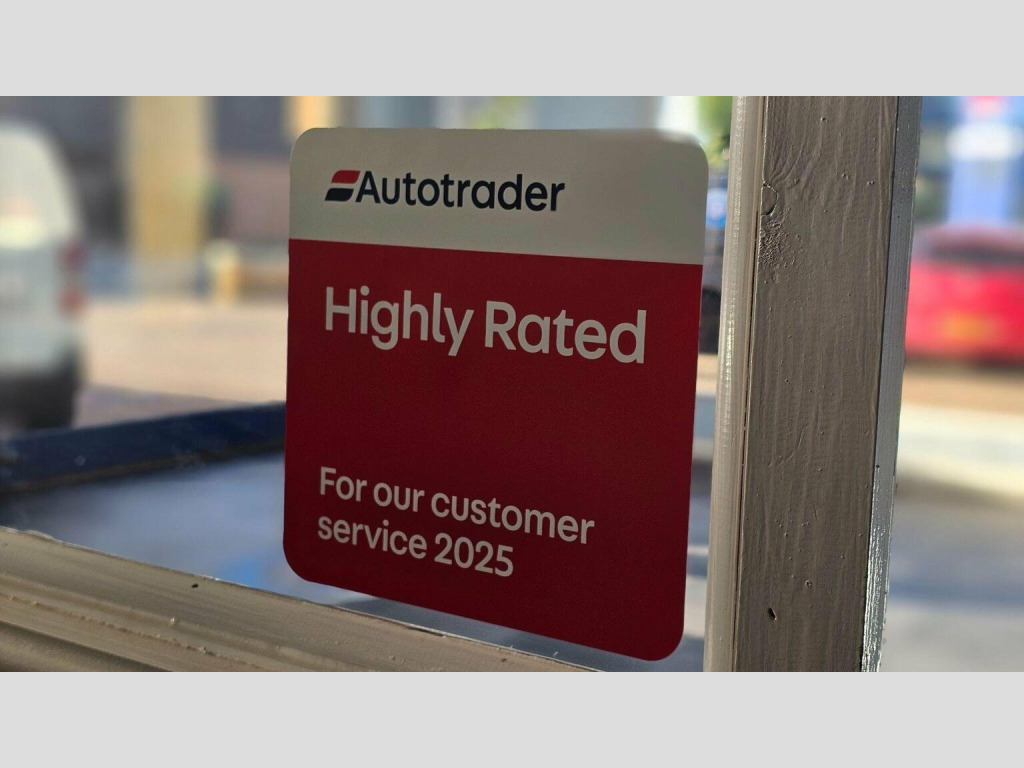 Autotrader
Highly Rated
For our customer
service 2025